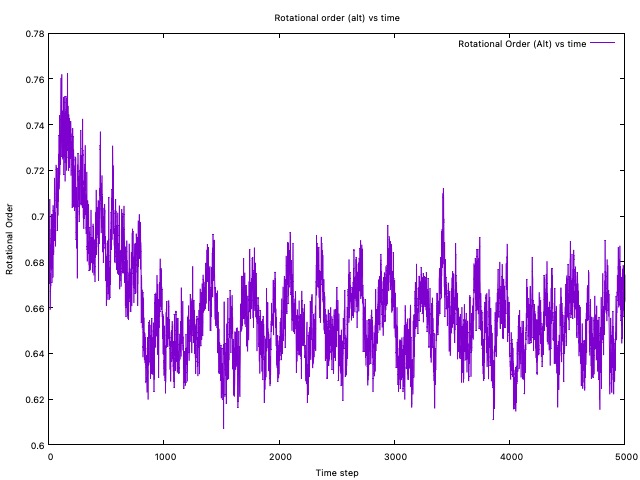 Rotational order (alt) vs time
Rotational Order (Alt) vs time
0.78
0.76
0.74
0.72
0.7
0.68
0.66
0.64
0.62
0.6
Rotational Order
0 1000 2000 3000 4000 5000
Time step